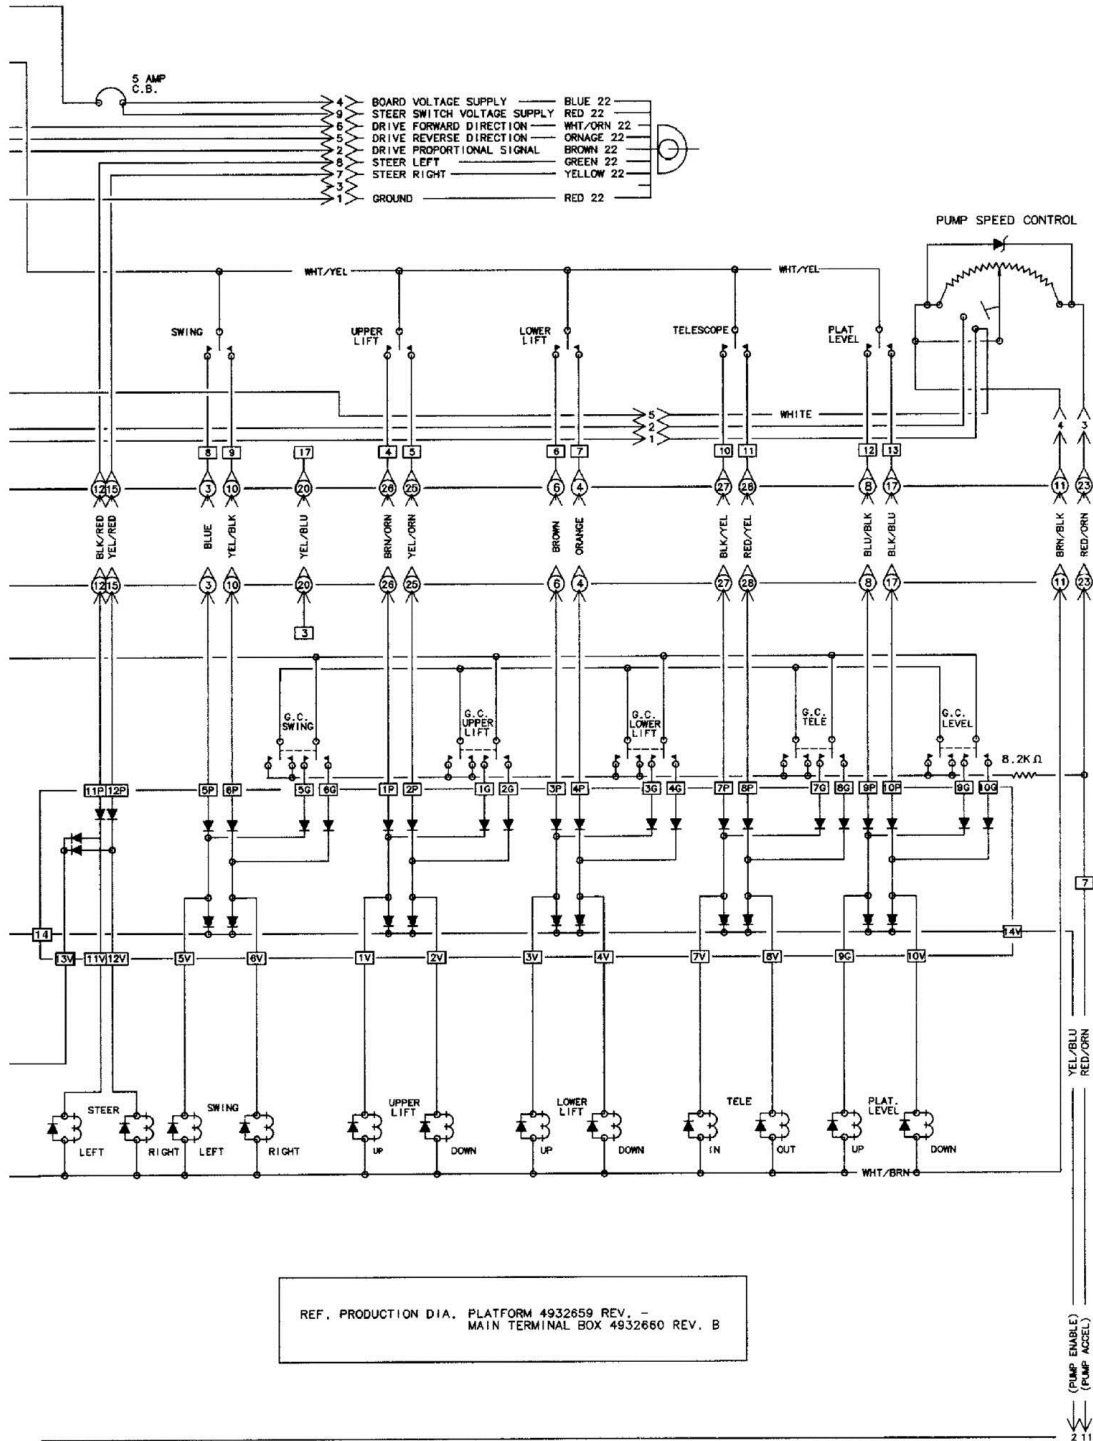 5 AMP
C.B.
4 BOARD VOLTAGE SUPPLY BLUE 22
9 STEER SWITCH VOLTAGE SUPPLY RED 22
6 DRIVE FORWARD DIRECTION WHT/ORN 22
5 DRIVE REVERSE DIRECTION ORNAGE 22
2 DRIVE PROPORTIONAL SIGNAL BROWN 22
8 STEER LEFT GREEN 22
7 STEER RIGHT YELLOW 22
3
1 GROUND RED 22
PUMP SPEED CONTROL
WHT/YEL WHT/YEL
SWING
UPPER
LIFT
LOWER
LIFT
TELESCOPE
PLAT
LEVEL
5 WHITE
2
1
4 3
8 9 17 4 5 6 7 10 11 12 13
12 15 3 10 20 26 25 6 4 27 28 8 17 11 23
BLK/RED
YEL/RED
BLUE
YEL/BLK
YEL/BLU
BRN/ORN
YEL/ORN
BROWN
ORANGE
BLK/YEL
RED/YEL
BLU/BLK
BLK/BLU
BRN/BLK
RED/ORN
12 15 3 10 20 26 25 6 4 27 28 8 17 11 23
3
G.C.
SWING
G.C.
UPPER
LIFT
G.C.
LOWER
LIFT
G.C.
TELE
G.C.
LEVEL
8.2KΩ
11P 12P 5P 6P 5G 6G 1P 2P 1G 2G 3P 4P 3G 4G 7P 8P 7G 8G 9P 10P 9G 10G
7
14 14V
13V 11V 12V 5V 6V 1V 2V 3V 4V 7V 8V 9G 10V
YEL/BLU
RED/ORN
STEER
LEFT RIGHT
SWING
LEFT RIGHT
UPPER
LIFT
UP DOWN
LOWER
LIFT
UP DOWN
TELE
IN OUT
PLAT.
LEVEL
UP DOWN
WHT/BRN
REF. PRODUCTION DIA. PLATFORM 4932659 REV. -
MAIN TERMINAL BOX 4932660 REV. B
(PUMP ENABLE)
(PUMP ACCEL)
2 11